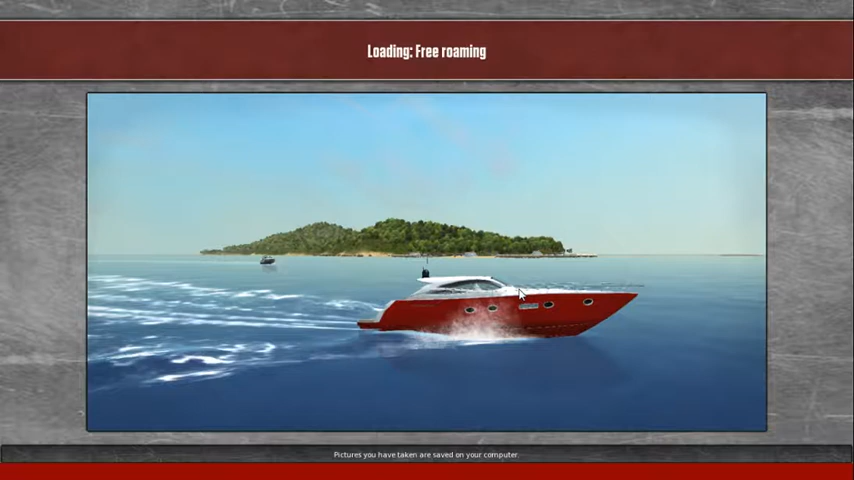 Loading: Free roaming
Pictures you have taken are saved on your computer.